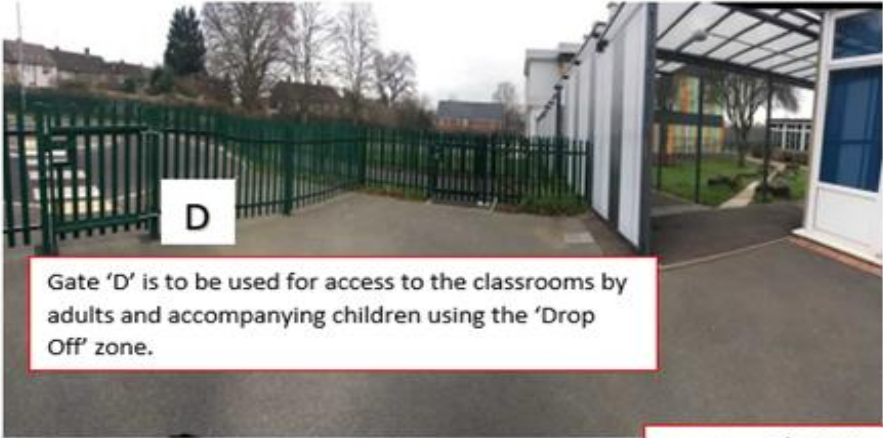 D
Gate ‘D’ is to be used for access to the classrooms by
adults and accompanying children using the ‘Drop
Off’ zone.